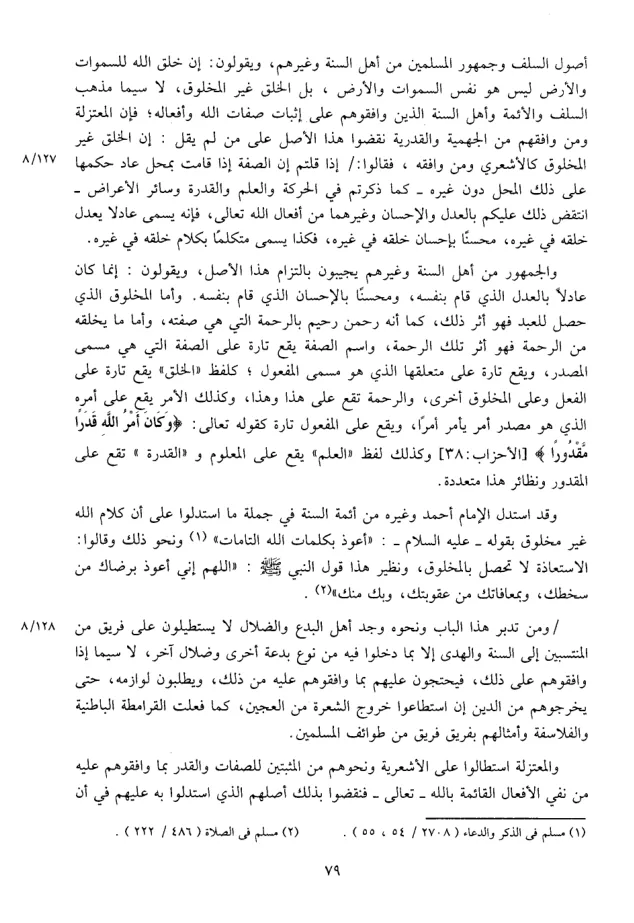 أصول السلف وجمهور المسلمين من أهل السنة وغيرهم، ويقولون: إن خلق الله للسموات
والأرض ليس هو نفس السموات والأرض ، بل الخلق غير المخلوق، لا سيما مذهب
السلف والأئمة وأهل السنة الذين وافقوهم على إثبات صفات الله وأفعاله؛ فإن المعتزلة
ومن وافقهم من الجهمية والقدرية نقضوا هذا الأصل على من لم يقل : إن الخلق غير
٨/١٢٧ المخلوق كالأشعري ومن وافقه ، فقالوا:/ إذا قلتم إن الصفة إذا قامت بمحل عاد حكمها
على ذلك المحل دون غيره ـ كما ذكرتم في الحركة والعلم والقدرة وسائر الأعراض ـ
انتقض ذلك عليكم بالعدل والإحسان وغيرهما من أفعال الله تعالى، فإنه يسمى عادلا يعدل
خلقه في غيره، محسنًا بإحسان خلقه في غيره، فكذا يسمى متكلمًا بكلام خلقه في غيره.
والجمهور من أهل السنة وغيرهم يجيبون بالتزام هذا الأصل، ويقولون : إنما كان
عادلاً بالعدل الذي قام بنفسه، ومحسنًا بالإحسان الذي قام بنفسه. وأما المخلوق الذي
حصل للعبد فهو أثر ذلك، كما أنه رحمن رحيم بالرحمة التي هي صفته، وأما ما يخلقه
من الرحمة فهو أثر تلك الرحمة، واسم الصفة يقع تارة على الصفة التي هي مسمى
المصدر، ويقع تارة على متعلقها الذي هو مسمى المفعول ؛ كلفظ «الخلق» يقع تارة على
الفعل وعلى المخلوق أخرى، والرحمة تقع على هذا وهذا، وكذلك الأمر يقع على أمره
الذي هو مصدر أمر يأمر أمرًا، ويقع على المفعول تارة كقوله تعالى: ﴿وَكَانَ أَمْرُ اللَّهِ قَدَرًا
مَّقْدُورًا ﴾ [الأحزاب:٣٨] وكذلك لفظ «العلم» يقع على المعلوم و «القدرة » تقع على
المقدور ونظائر هذا متعددة.
وقد استدل الإمام أحمد وغيره من أئمة السنة في جملة ما استدلوا على أن كلام الله
غير مخلوق بقوله ـ عليه السلام ـ : «أعوذ بكلمات الله التامات» (١) ونحو ذلك وقالوا:
الاستعاذة لا تحصل بالمخلوق، ونظير هذا قول النبي ﷺ : «اللهم إني أعوذ برضاك من
سخطك، وبمعافاتك من عقوبتك، وبك منك»(٢) .
٨/١٢٨ / ومن تدبر هذا الباب ونحوه وجد أهل البدع والضلال لا يستطيلون على فريق من
المنتسبين إلى السنة والهدى إلا بما دخلوا فيه من نوع بدعة أخرى وضلال آخر، لا سيما إذا
وافقوهم على ذلك، فيحتجون عليهم بما وافقوهم عليه من ذلك، ويطلبون لوازمه، حتى
يخرجوهم من الدين إن استطاعوا خروج الشعرة من العجين، كما فعلت القرامطة الباطنية
والفلاسفة وأمثالهم بفريق فريق من طوائف المسلمين.
والمعتزلة استطالوا على الأشعرية ونحوهم من المثبتين للصفات والقدر بما وافقوهم عليه
من نفي الأفعال القائمة بالله ـ تعالى ـ فنقضوا بذلك أصلهم الذي استدلوا به عليهم في أن
(١) مسلم في الذكر والدعاء ( ٢٧٠٨ / ٥٤ ، ٥٥ ) . (٢) مسلم في الصلاة ( ٤٨٦ / ٢٢٢ ) .
٧٩